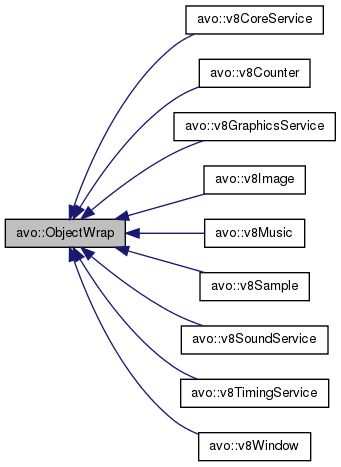 avo::v8CoreService
avo::v8Counter
avo::v8GraphicsService
avo::v8Image
avo::ObjectWrap
avo::v8Music
avo::v8Sample
avo::v8SoundService
avo::v8TimingService
avo::v8Window